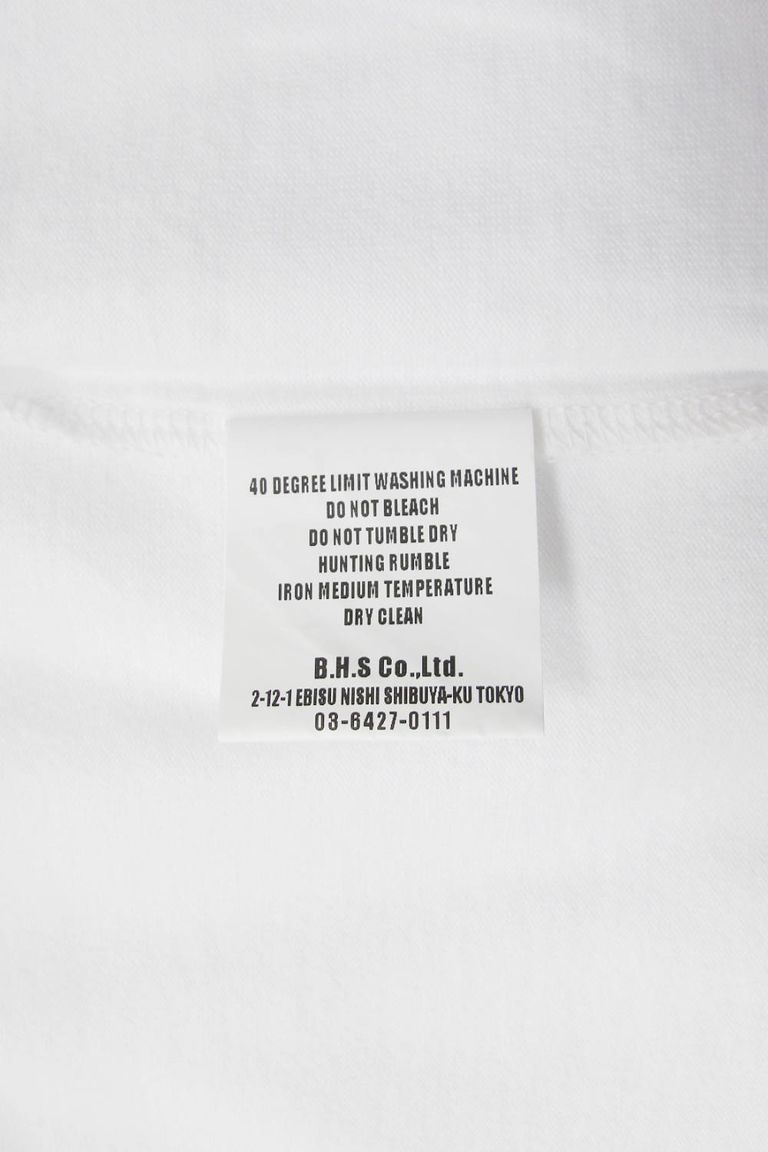 40 DEGREE LIMIT WASHING MACHINE
DO NOT BLEACH
DO NOT TUMBLE DRY
HUNTING RUMBLE
IRON MEDIUM TEMPERATURE
DRY CLEAN
B.H.S Co.,Ltd.
2-12-1 EBISU NISHI SHIBUYA-KU TOKYO
03-6427-0111